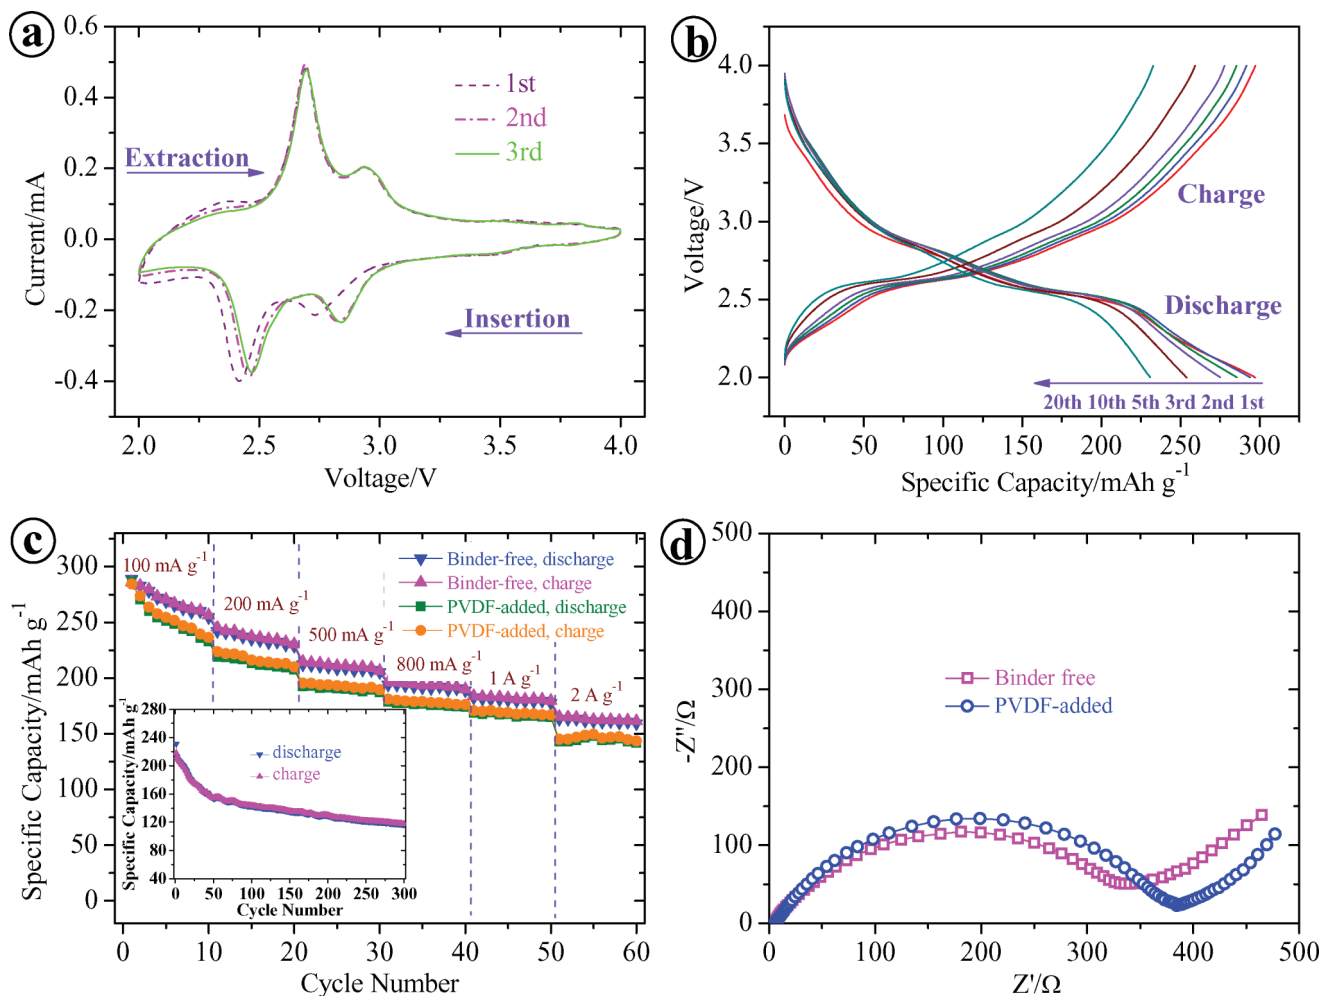 a
0.6
0.4
0.2
0.0
-0.2
-0.4
Current/mA
1st
2nd
3rd
Extraction
Insertion
2.0 2.5 3.0 3.5 4.0
Voltage/V
b
4.0
3.5
3.0
2.5
2.0
Voltage/V
Charge
Discharge
20th 10th 5th 3rd 2nd 1st
0 50 100 150 200 250 300
Specific Capacity/mAh g⁻¹
c
300
250
200
150
100
75
50
25
0
Specific Capacity/mAh g⁻¹
100 mA g⁻¹
200 mA g⁻¹
500 mA g⁻¹
800 mA g⁻¹
1 A g⁻¹
2 A g⁻¹
Binder-free, discharge
Binder-free, charge
PVDF-added, discharge
PVDF-added, charge
280
240
200
160
120
80
40
Specific Capacity/mAh g⁻¹
discharge
charge
0 50 100 150 200 250 300
Cycle Number
0 10 20 30 40 50 60
Cycle Number
d
500
400
300
200
100
0
-Z''/Ω
Binder free
PVDF-added
0 100 200 300 400 500
Z'/Ω